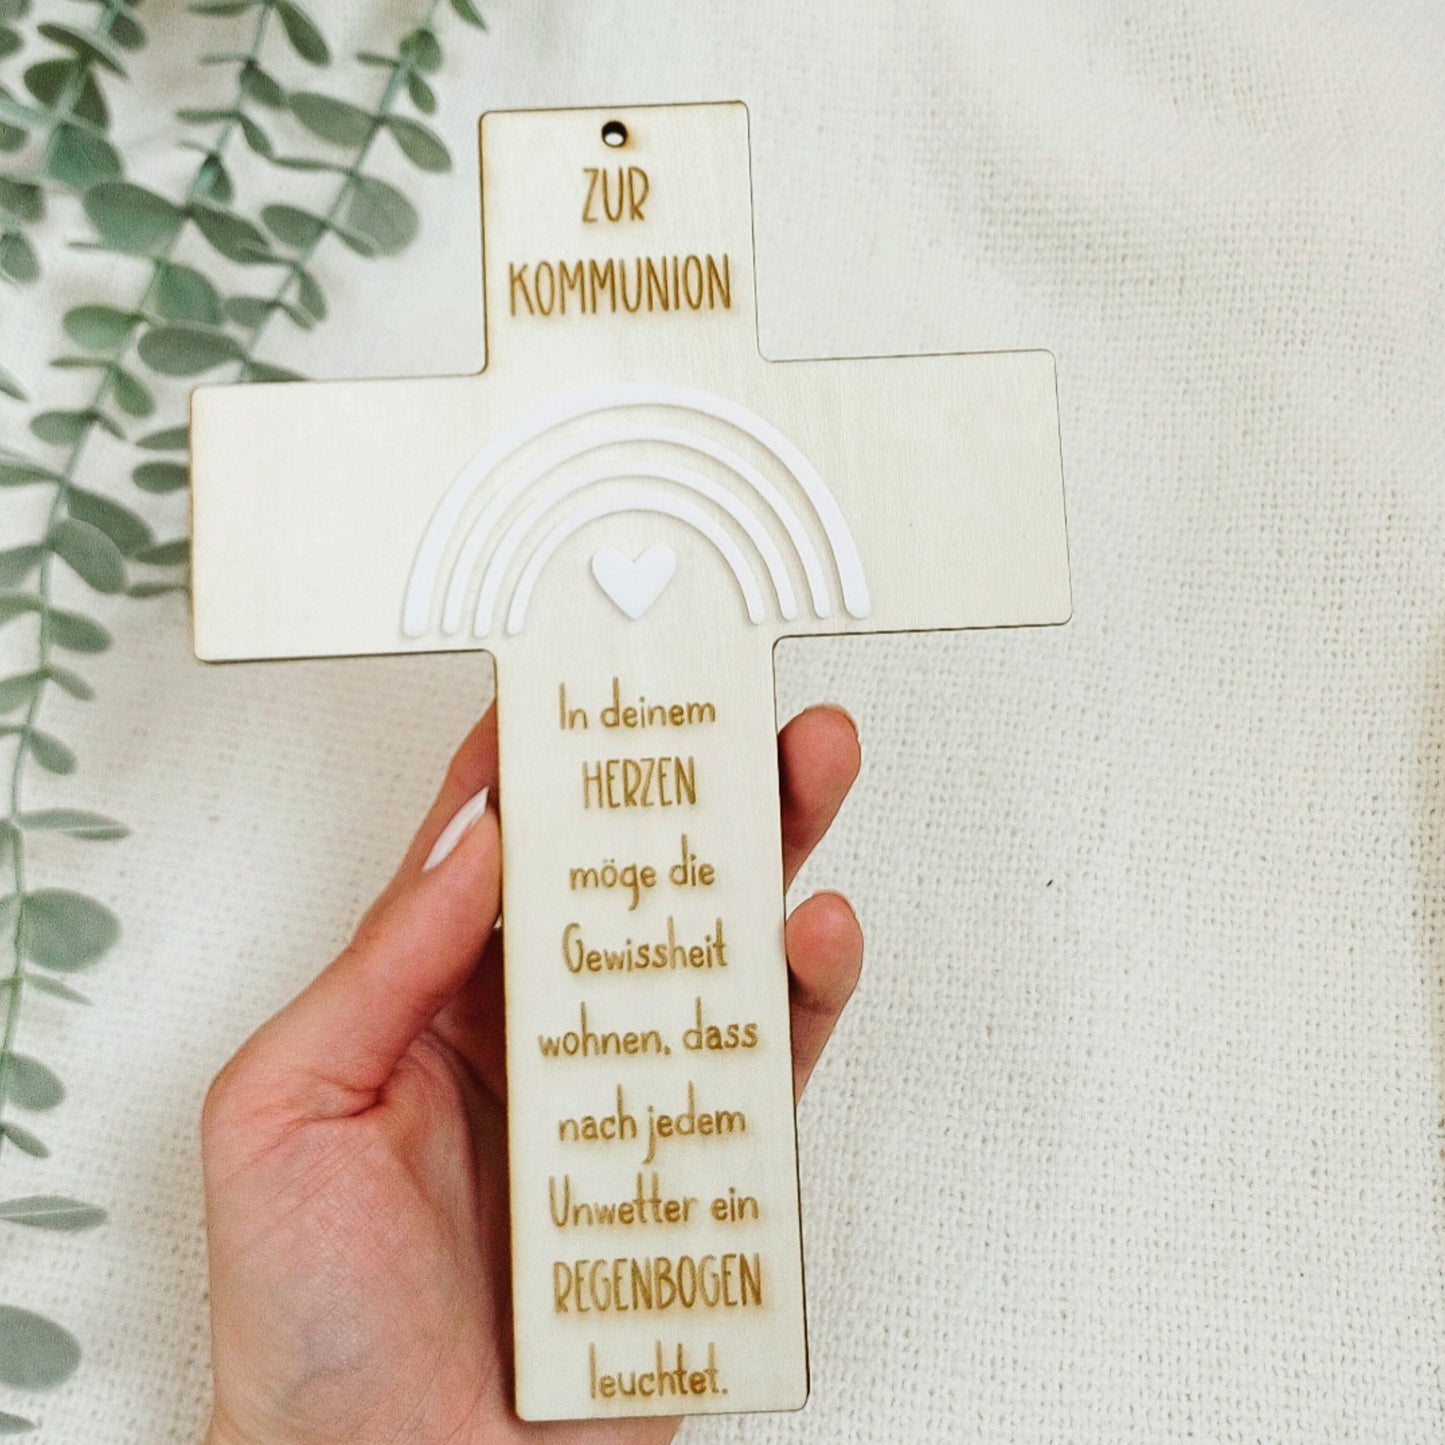 ZUR
KOMMUNION
In deinem
HERZEN
möge die
Gewissheit
wohnen, dass
nach jedem
Unwetter ein
REGENBOGEN
leuchtet.